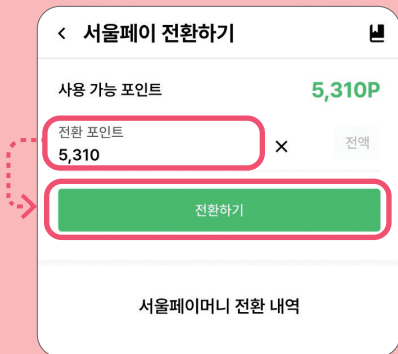 서울페이 전환하기
사용 가능 포인트 5,310P
전환 포인트
5,310
전액
전환하기
서울페이머니 전환 내역